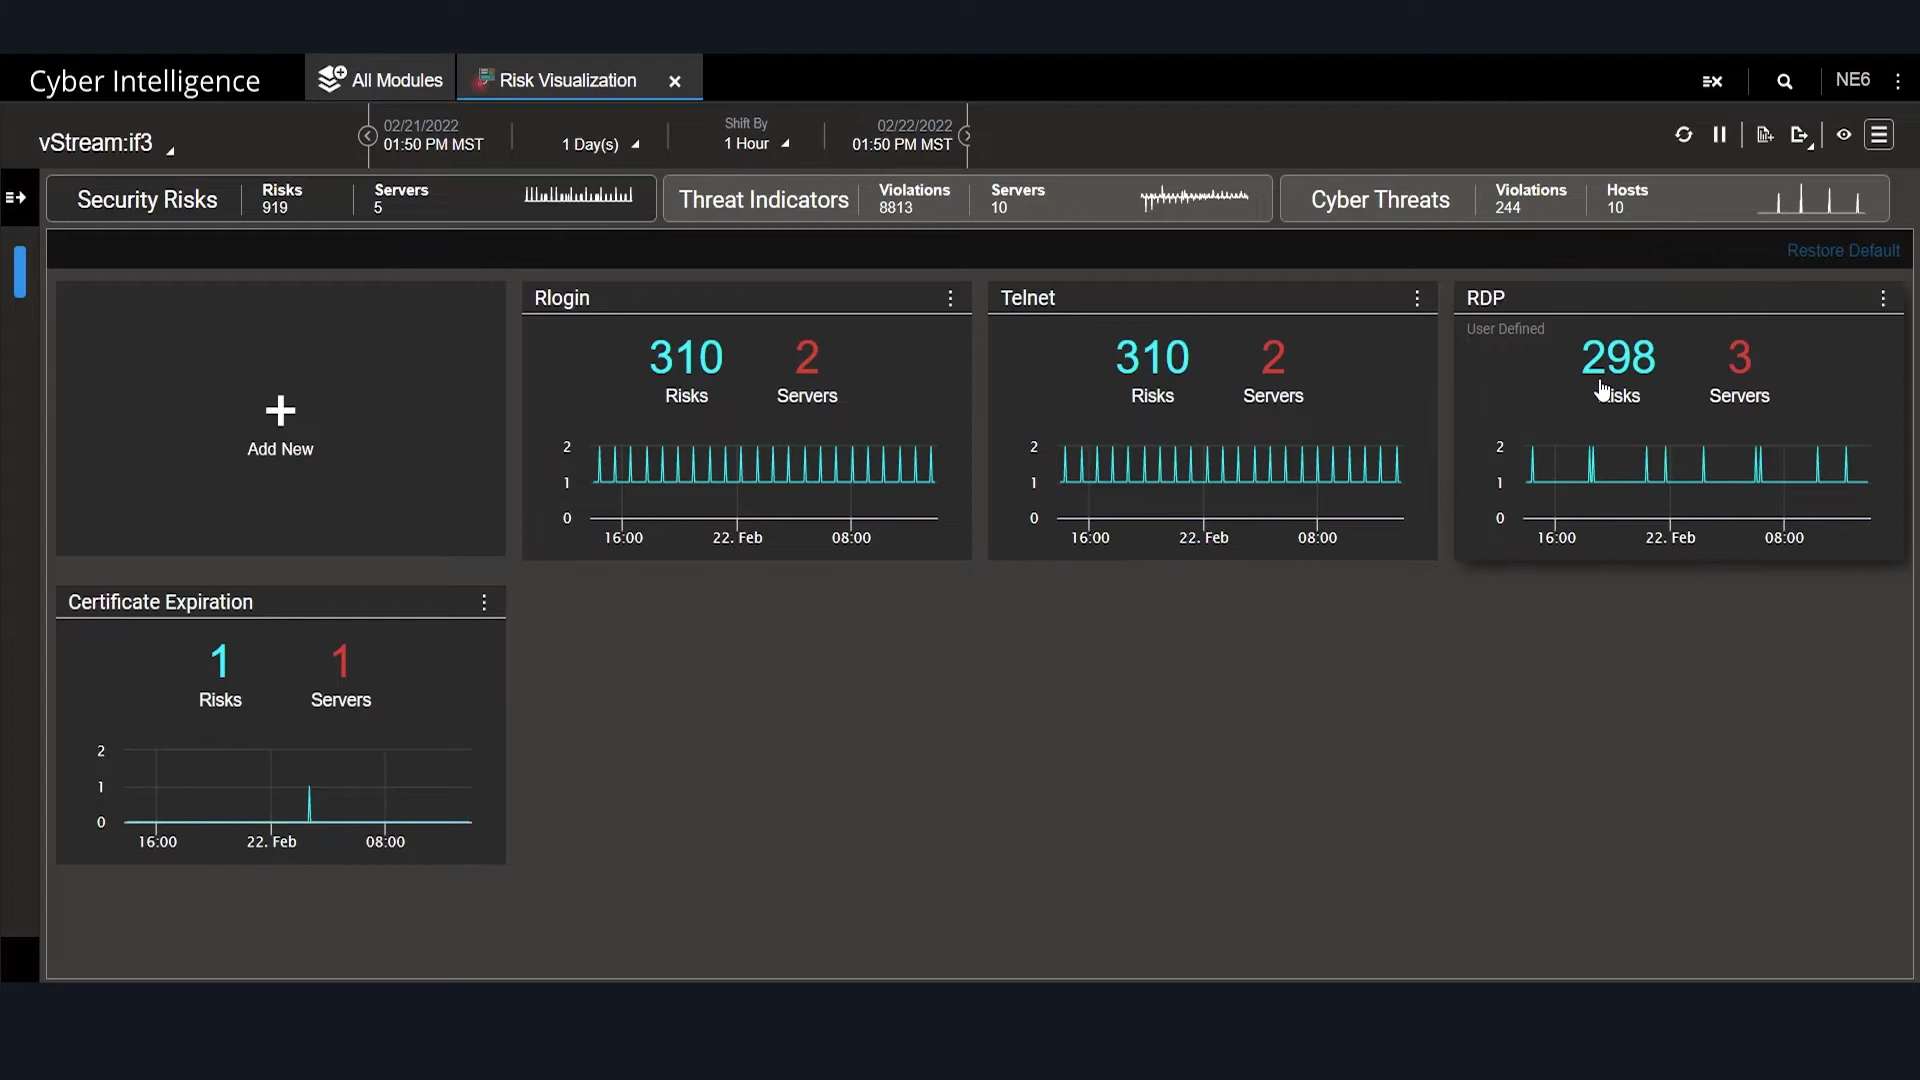 Cyber Intelligence
All Modules
Risk Visualization
NE6
vStream:if3
02/21/2022
01:50 PM MST
1 Day(s)
Shift By
1 Hour
02/22/2022
01:50 PM MST
Security Risks
Risks
919
Servers
5
Threat Indicators
Violations
8813
Servers
10
Cyber Threats
Violations
244
Hosts
10
Restore Default
Add New
Rlogin
310
Risks
2
Servers
2
1
0
16:00
22. Feb
08:00
Telnet
310
Risks
2
Servers
2
1
0
16:00
22. Feb
08:00
RDP
User Defined
298
Risks
3
Servers
2
1
0
16:00
22. Feb
08:00
Certificate Expiration
1
Risks
1
Servers
2
1
0
16:00
22. Feb
08:00